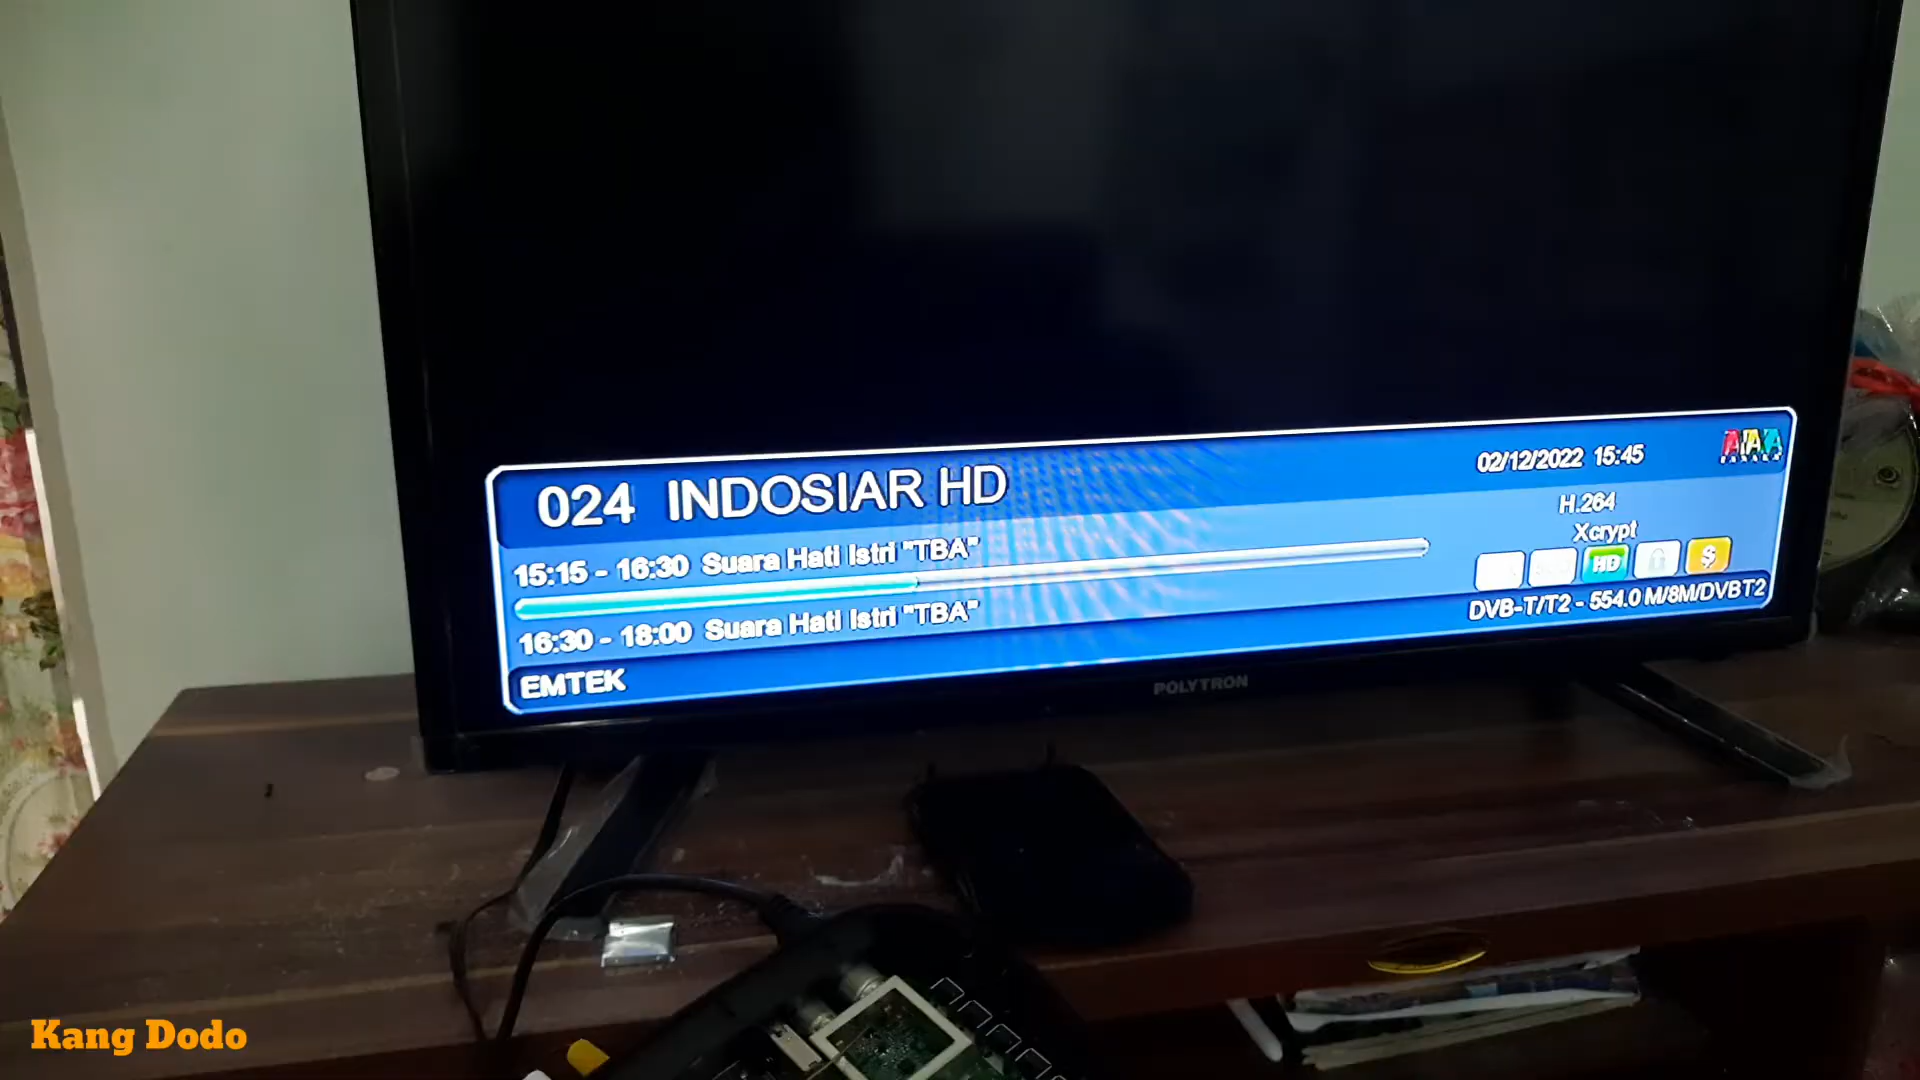 024 INDOSIAR HD
02/12/2022 15:45
H.264
Xcrypt
15:15 - 16:30 Suara Hati Istri "TBA"
HD
$
16:30 - 18:00 Suara Hati Istri "TBA"
DVB-T/T2 - 554.0 M/8M/DVBT2
EMTEK
POLYTRON
Kang Dodo